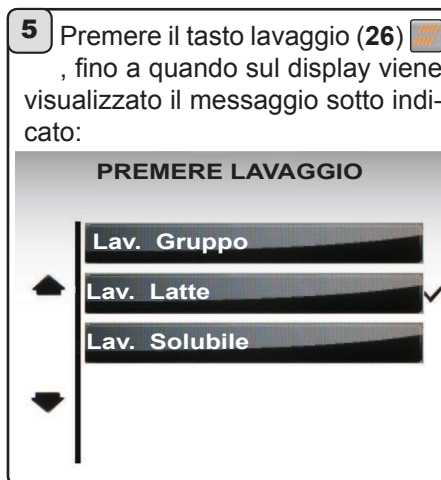 5 Premere il tasto lavaggio (26)
, fino a quando sul display viene
visualizzato il messaggio sotto indi-
cato:
PREMERE LAVAGGIO
Lav. Gruppo
Lav. Latte
Lav. Solubile